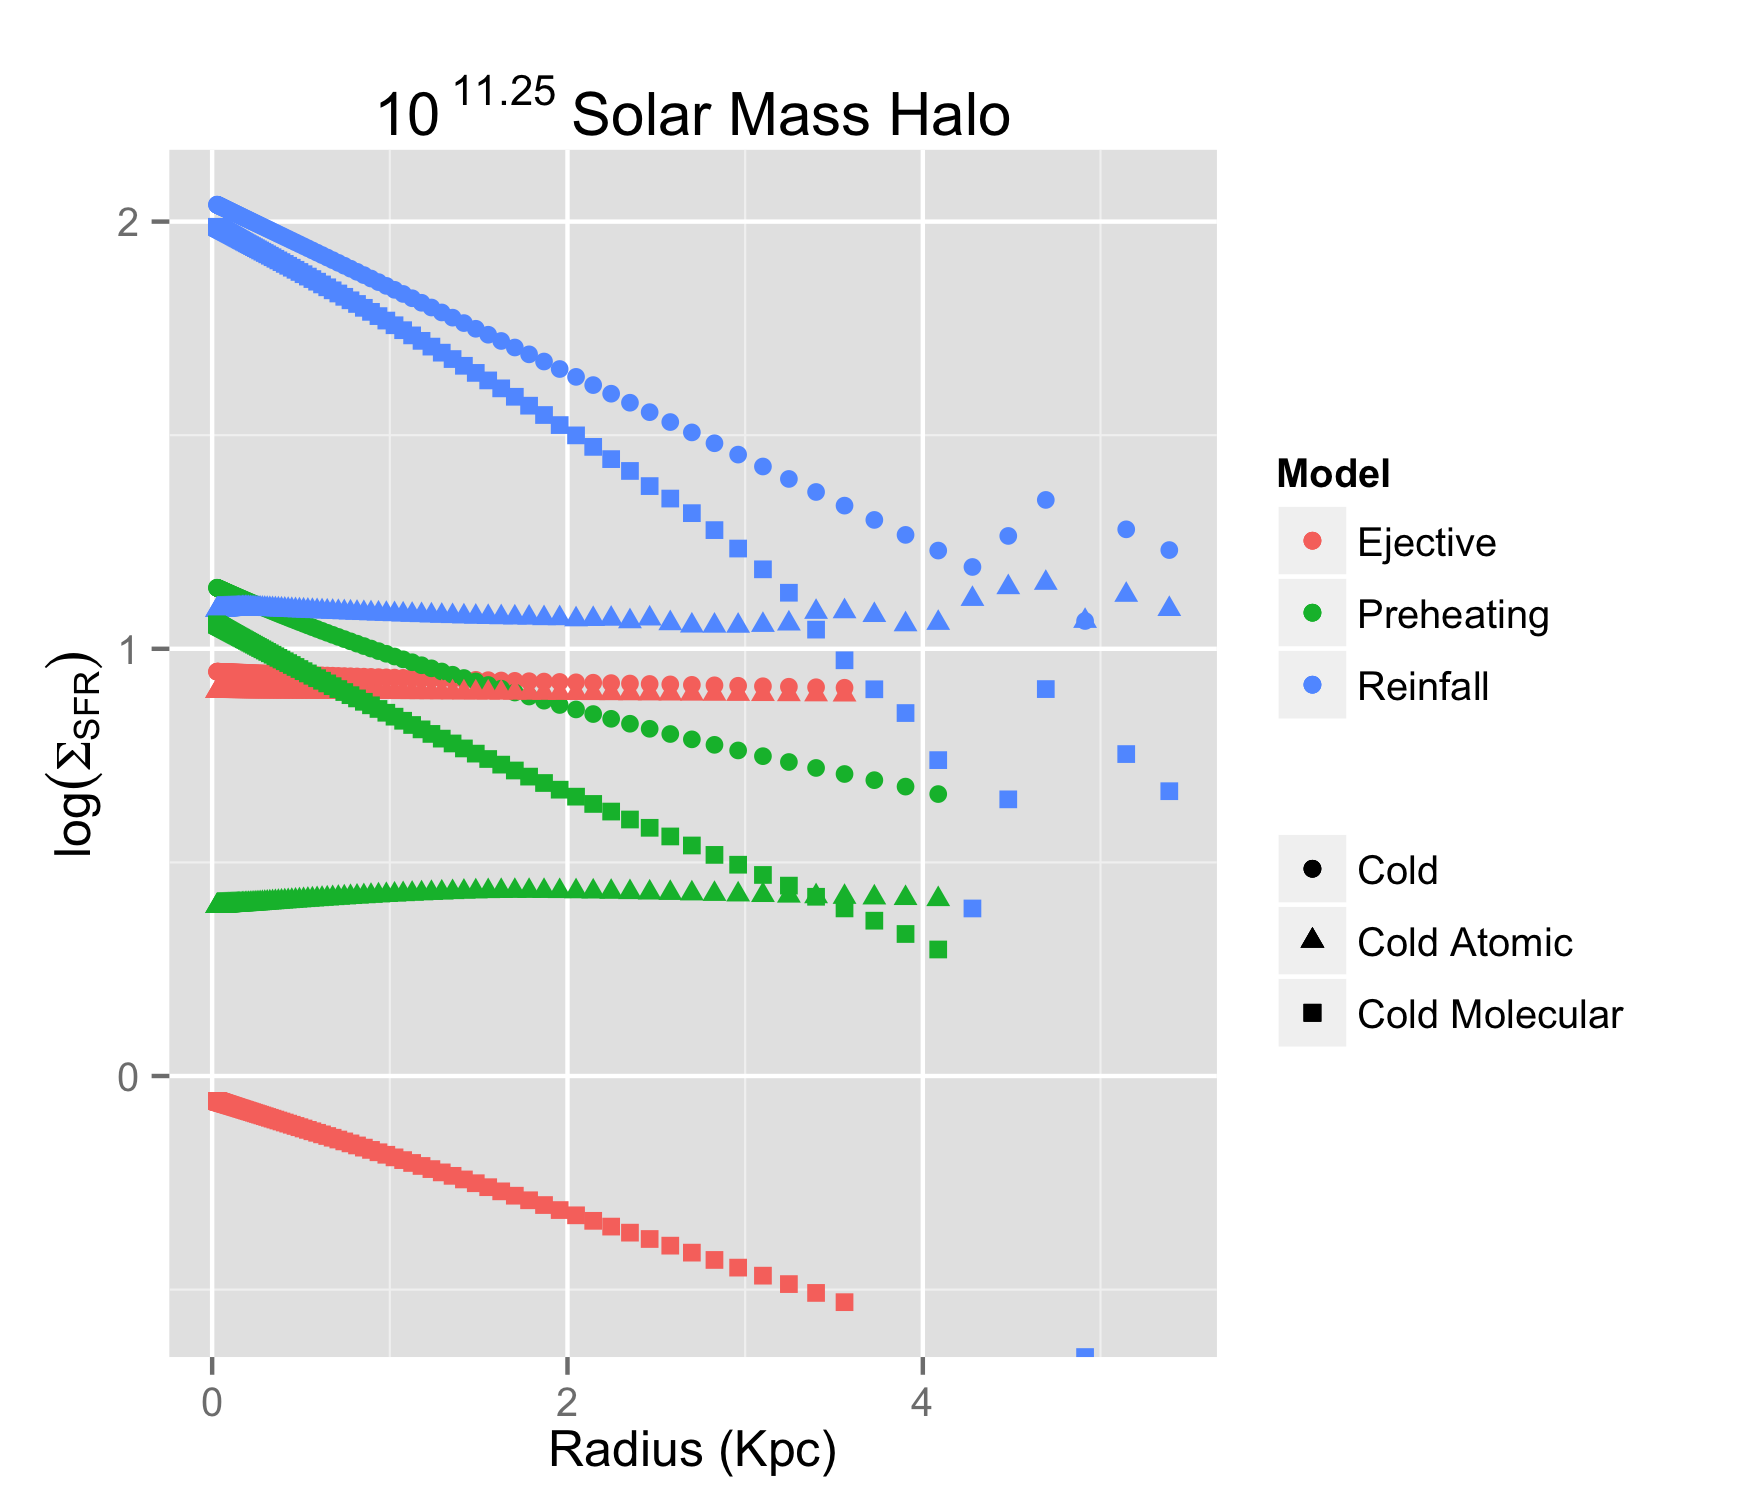 10 11.25 Solar Mass Halo
2
1
0
log(ΣSFR)
0 2 4
Radius (Kpc)
Model
Ejective
Preheating
Reinfall
Cold
Cold Atomic
Cold Molecular